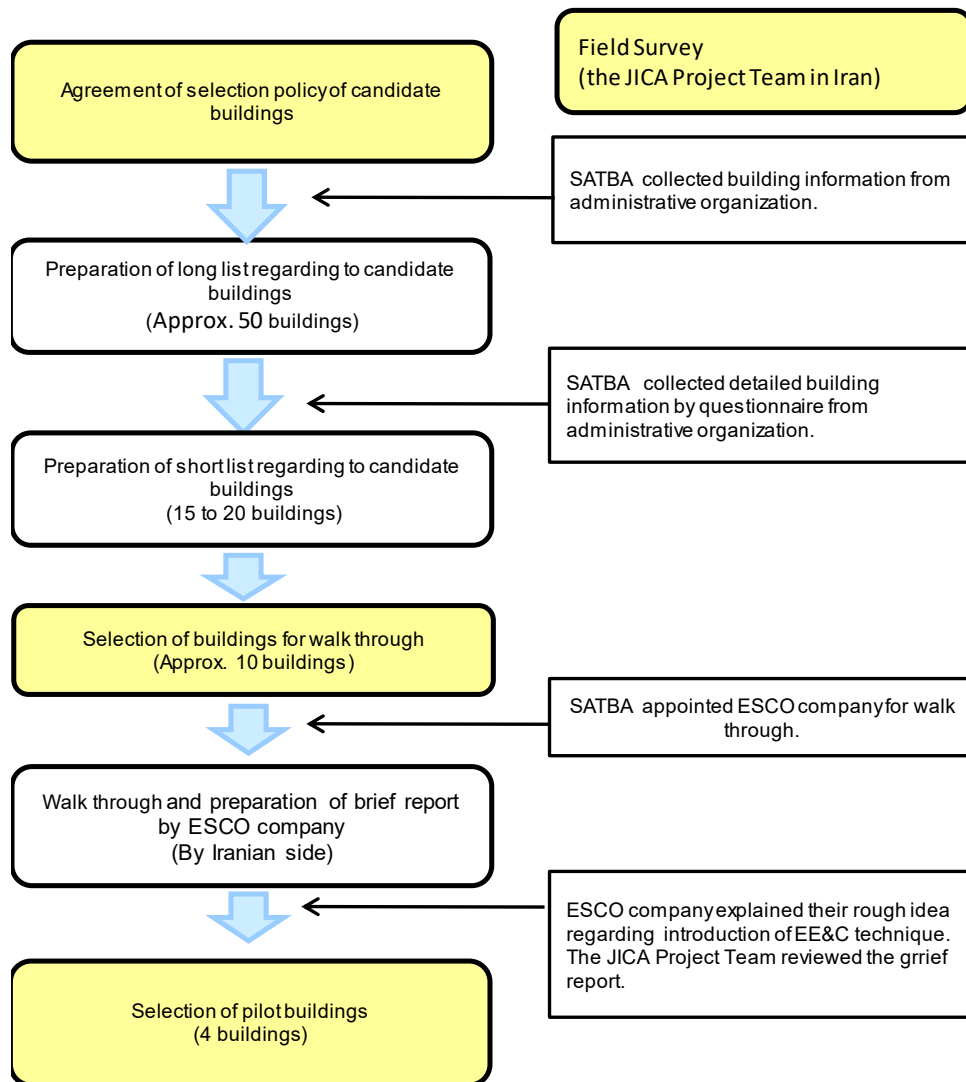 Agreement of selection policy of candidate
buildings
Field Survey
(the JICA Project Team in Iran)
SATBA collected building information from
administrative organization.
Preparation of long list regarding to candidate
buildings
(Approx. 50 buildings)
SATBA collected detailed building
information by questionnaire from
administrative organization.
Preparation of short list regarding to candidate
buildings
(15 to 20 buildings)
Selection of buildings for walk through
(Approx. 10 buildings)
SATBA appointed ESCO company for walk
through.
Walk through and preparation of brief report
by ESCO company
(By Iranian side)
ESCO company explained their rough idea
regarding introduction of EE&C technique.
The JICA Project Team reviewed the grrief
report.
Selection of pilot buildings
(4 buildings)